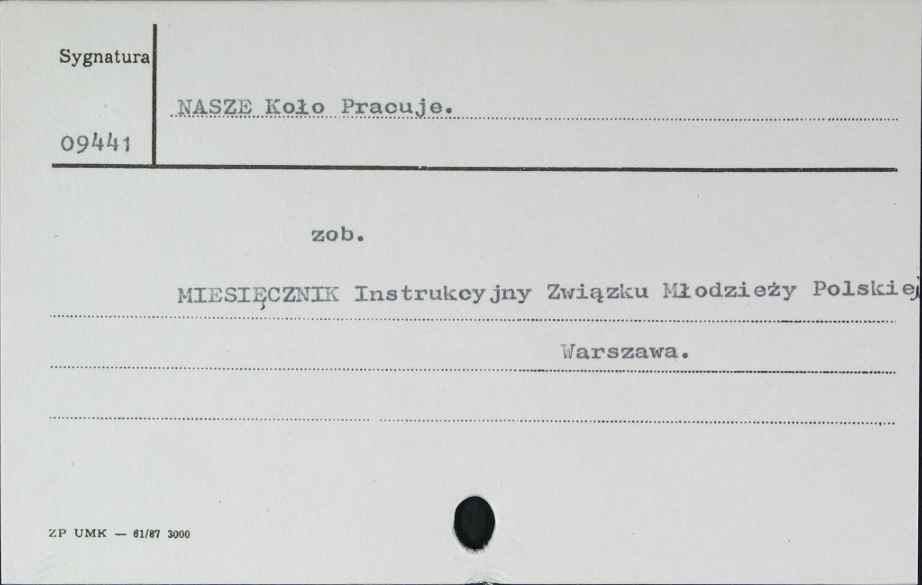 Sygnatura
NASZE Koło Pracuje.
09441
zob.
MIESIĘCZNIK Instrukcyjny Związku Młodzieży Polskiej
Warszawa.
ZP UMK — 61/87 3000